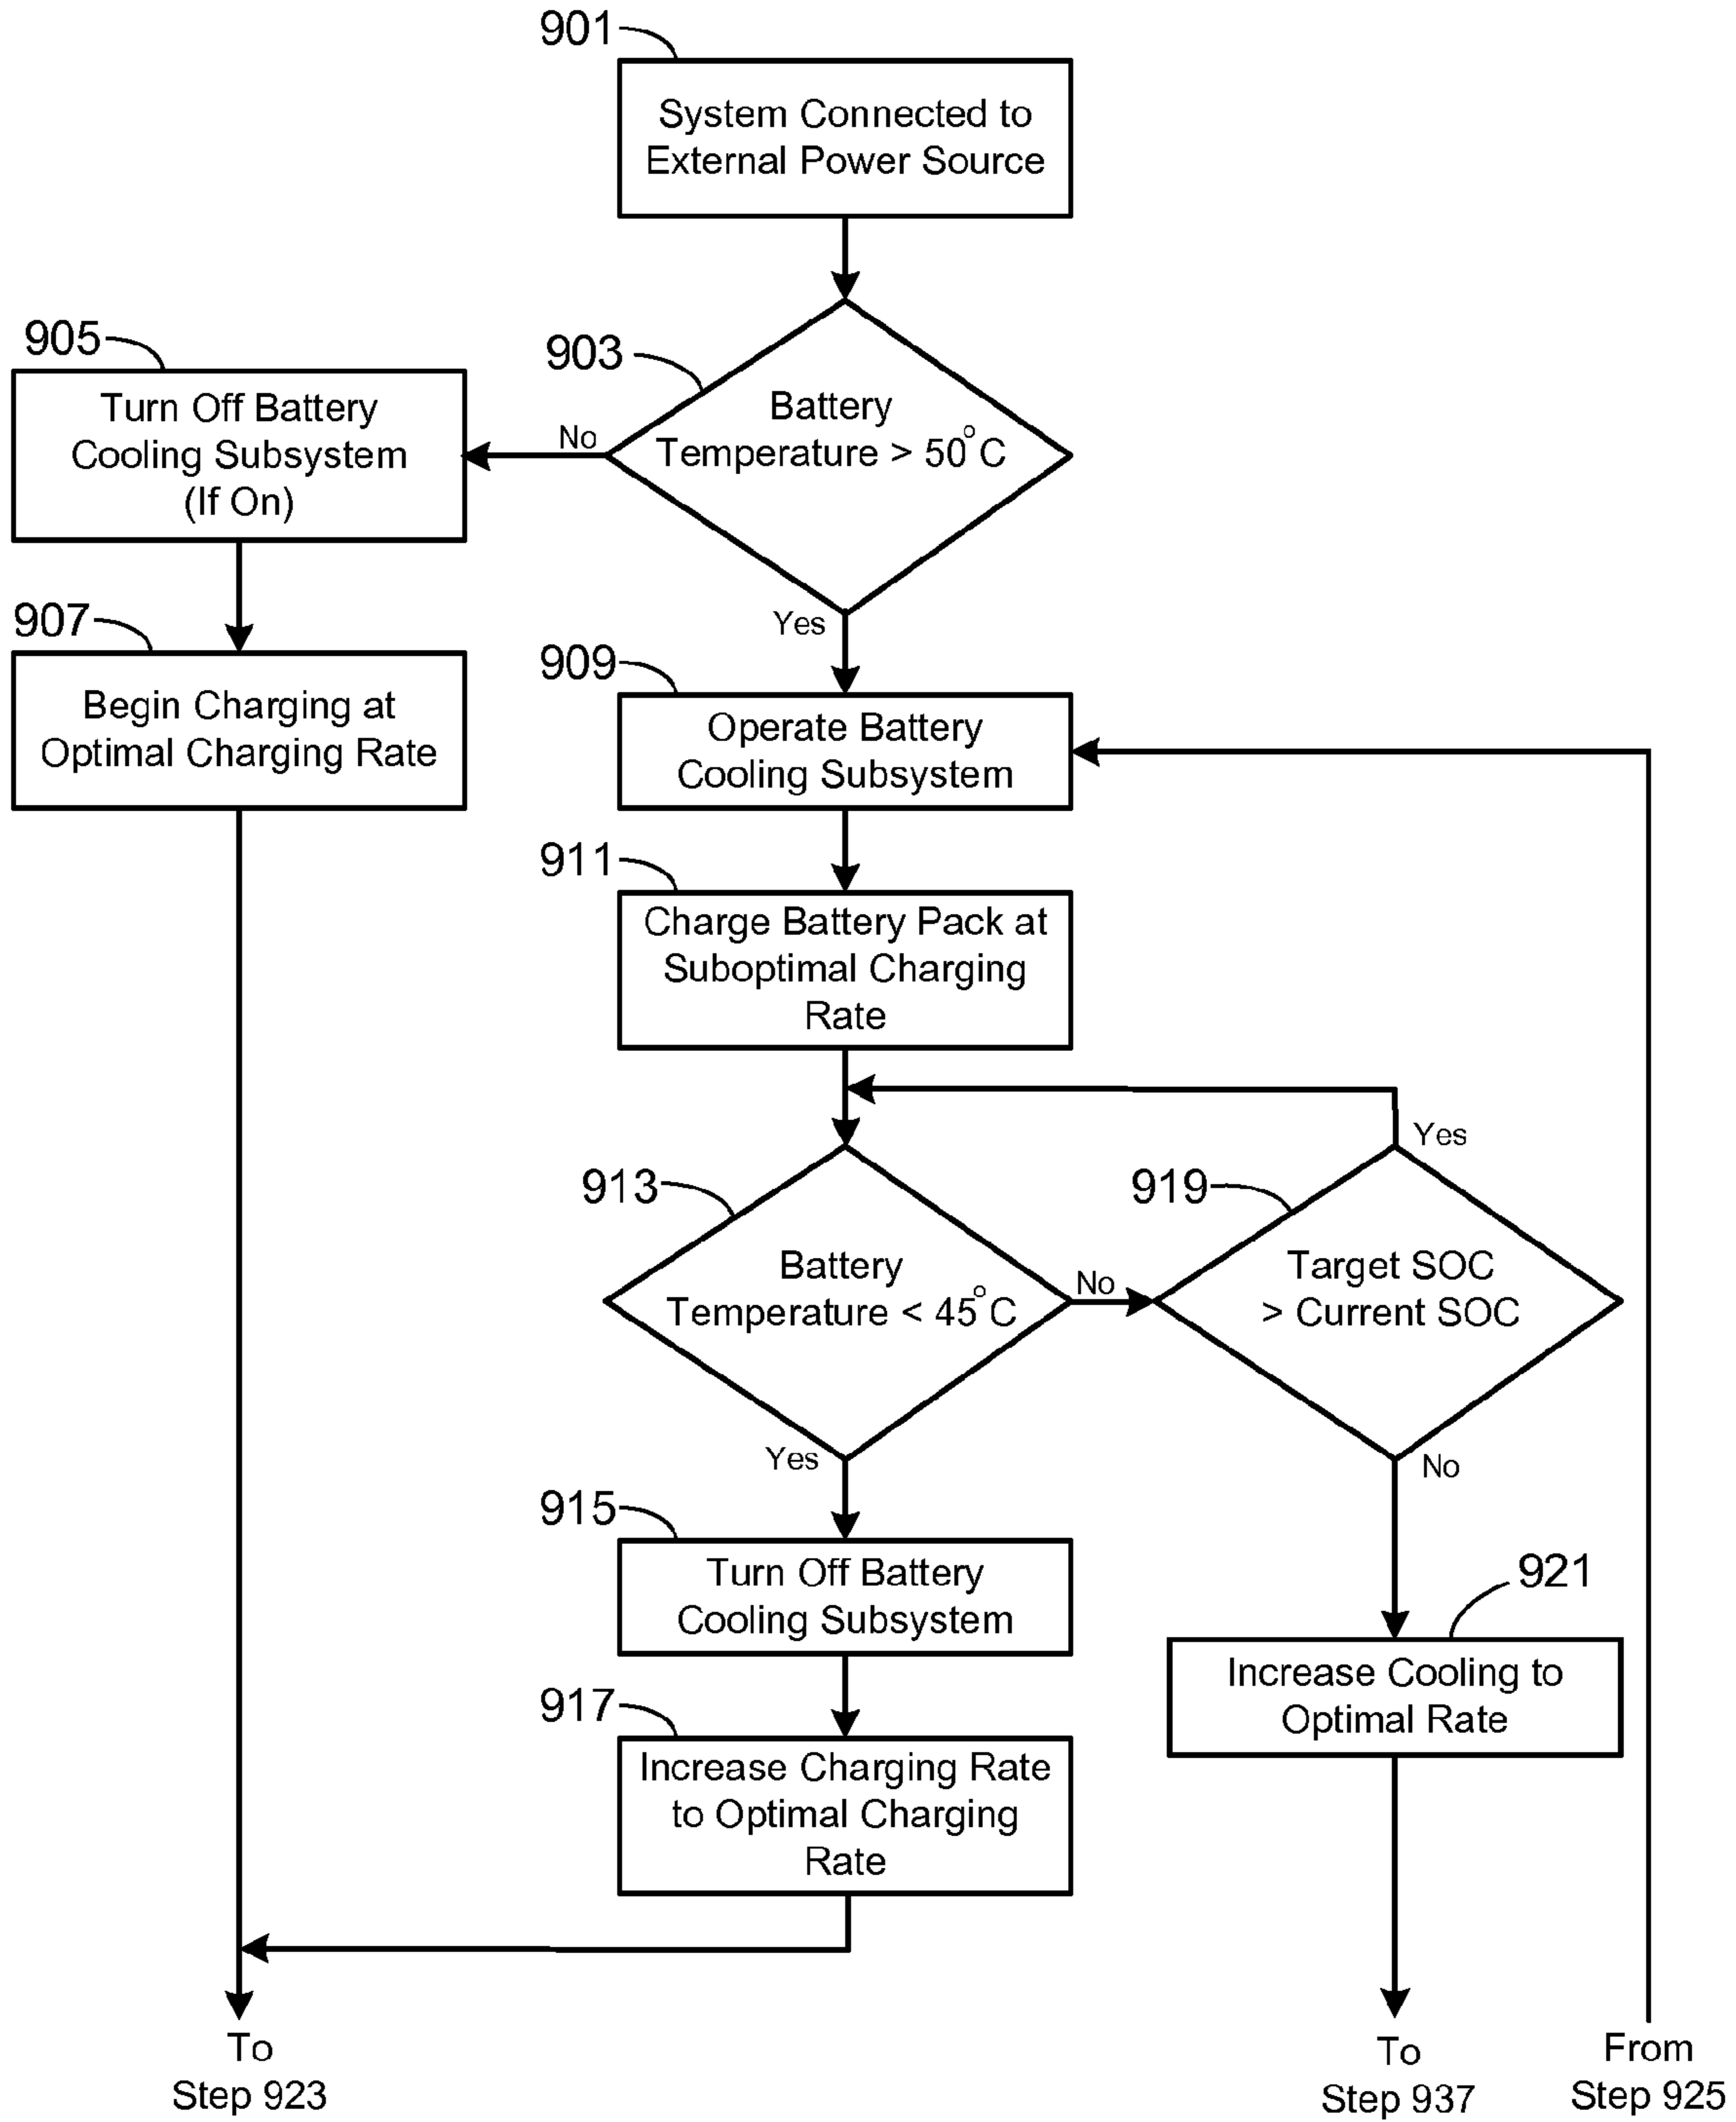 901
System Connected to
External Power Source
903
Battery
Temperature > 50°C
No
Yes
905
Turn Off Battery
Cooling Subsystem
(If On)
907
Begin Charging at
Optimal Charging Rate
909
Operate Battery
Cooling Subsystem
911
Charge Battery Pack at
Suboptimal Charging
Rate
913
Battery
Temperature < 45°C
No
Yes
919
Target SOC
> Current SOC
Yes
No
915
Turn Off Battery
Cooling Subsystem
917
Increase Charging Rate
to Optimal Charging
Rate
921
Increase Cooling to
Optimal Rate
To
Step 923
To
Step 937
From
Step 925